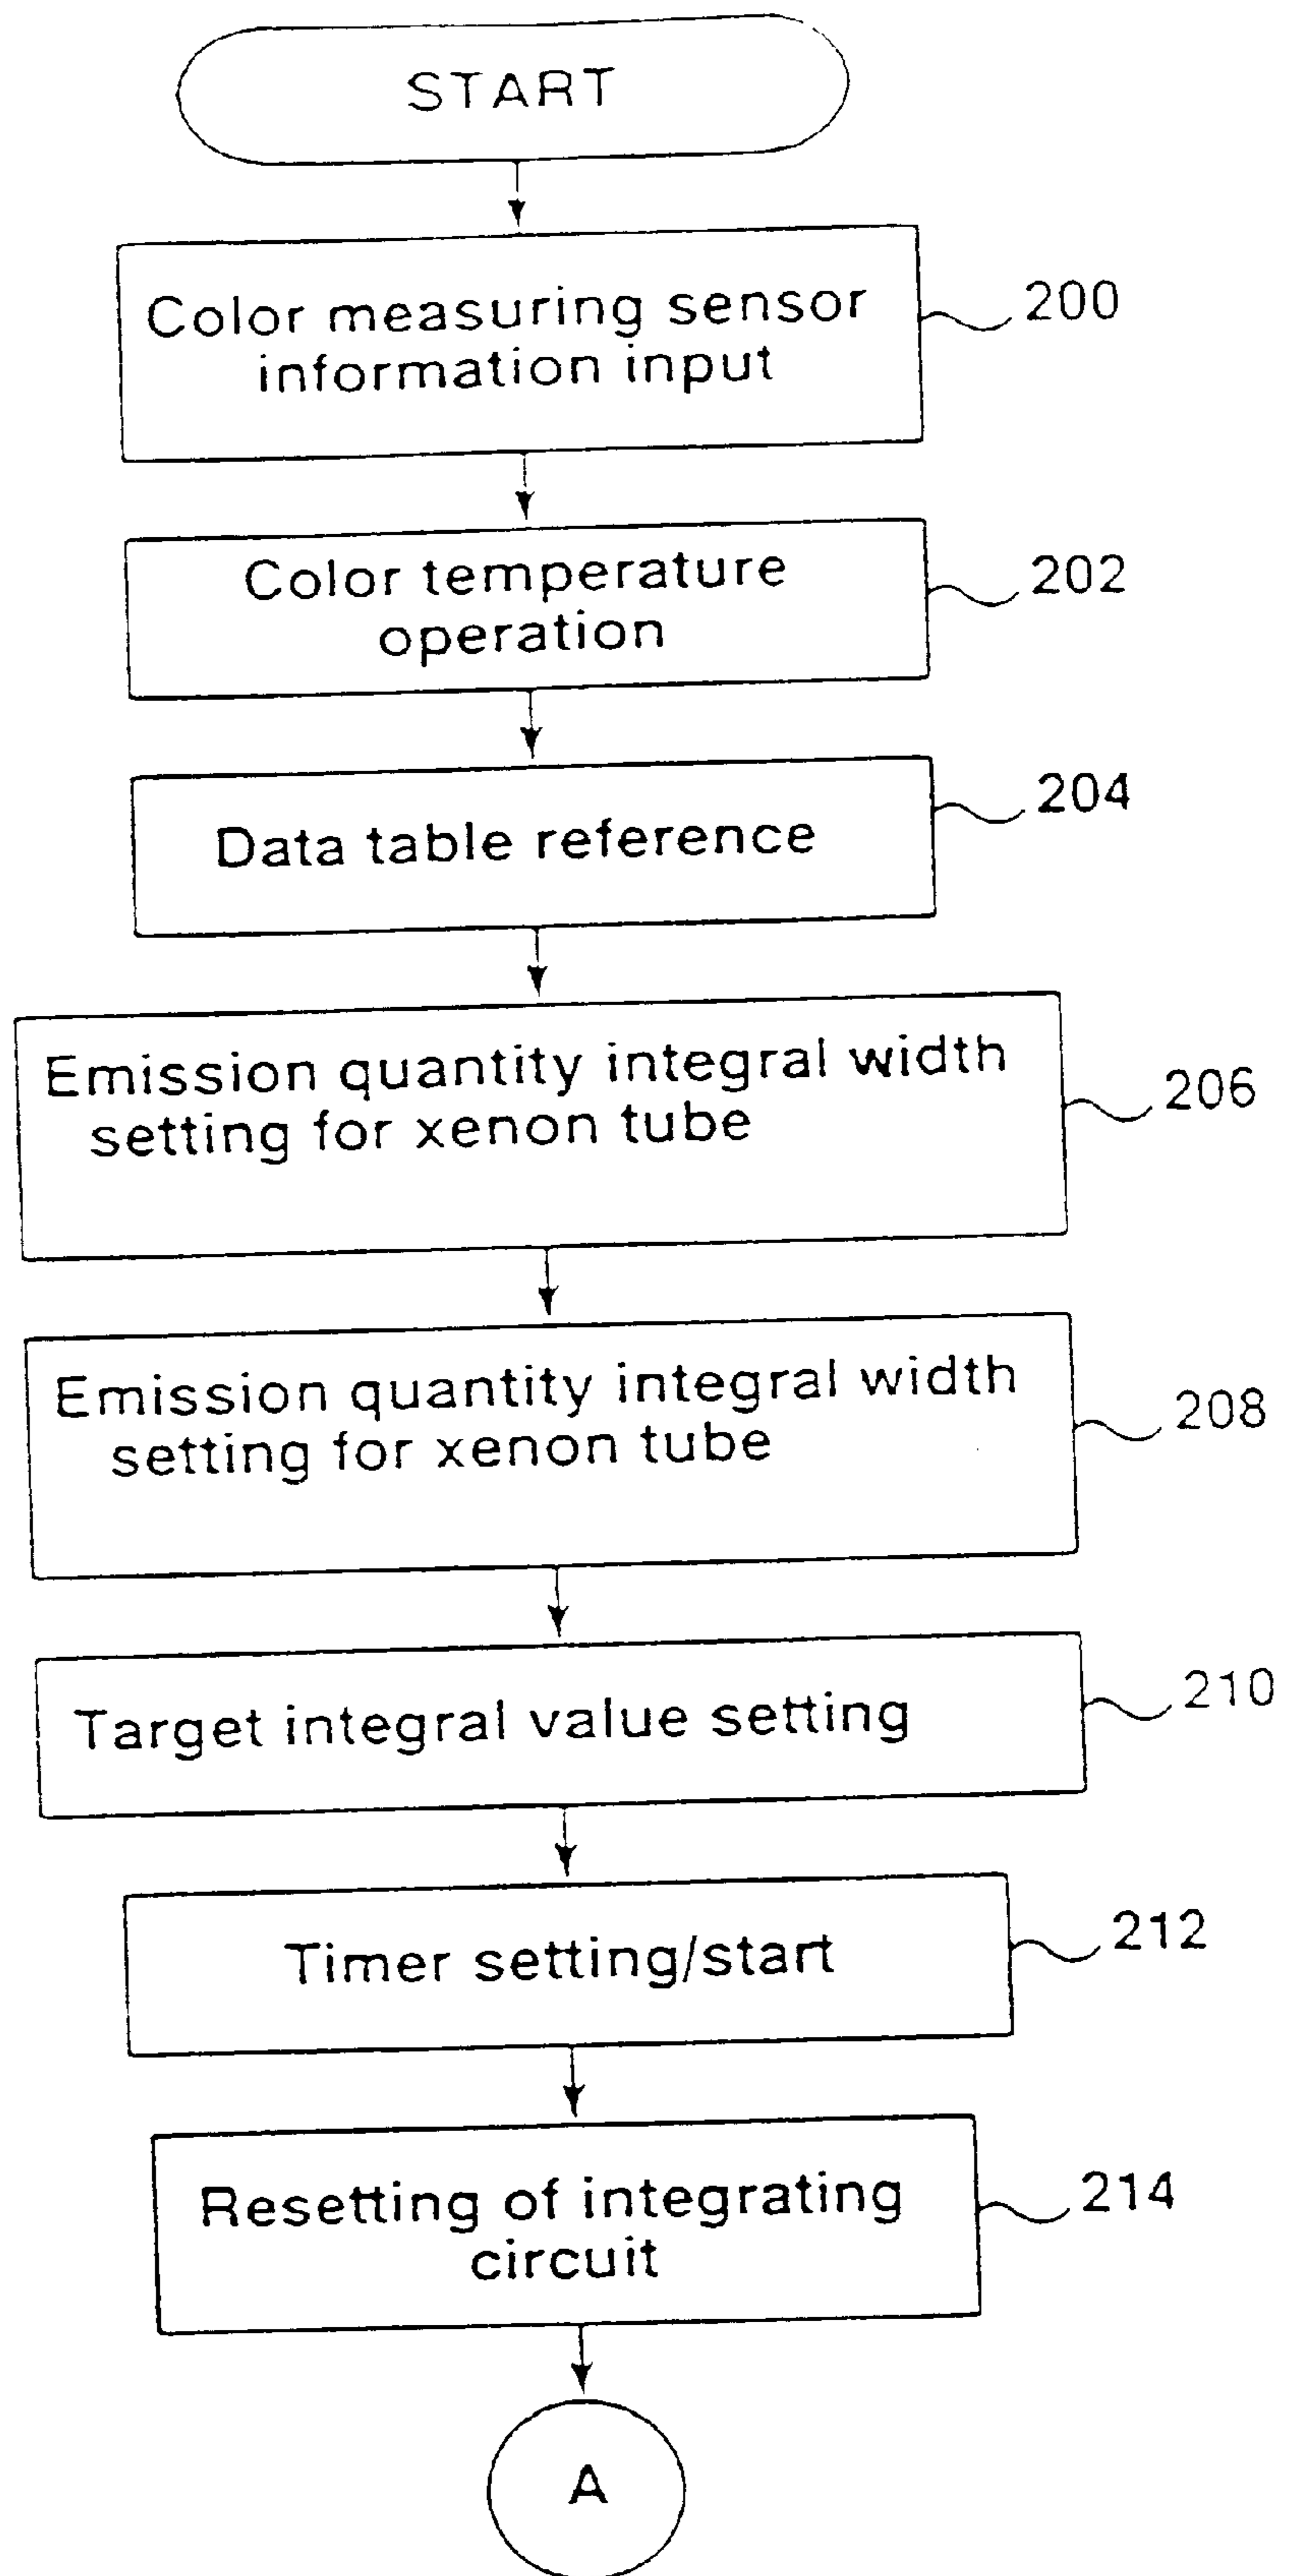 START
Color measuring sensor
information input
200
Color temperature
operation
202
Data table reference
204
Emission quantity integral width
setting for xenon tube
206
Emission quantity integral width
setting for xenon tube
208
Target integral value setting
210
Timer setting/start
212
Resetting of integrating
circuit
214
A